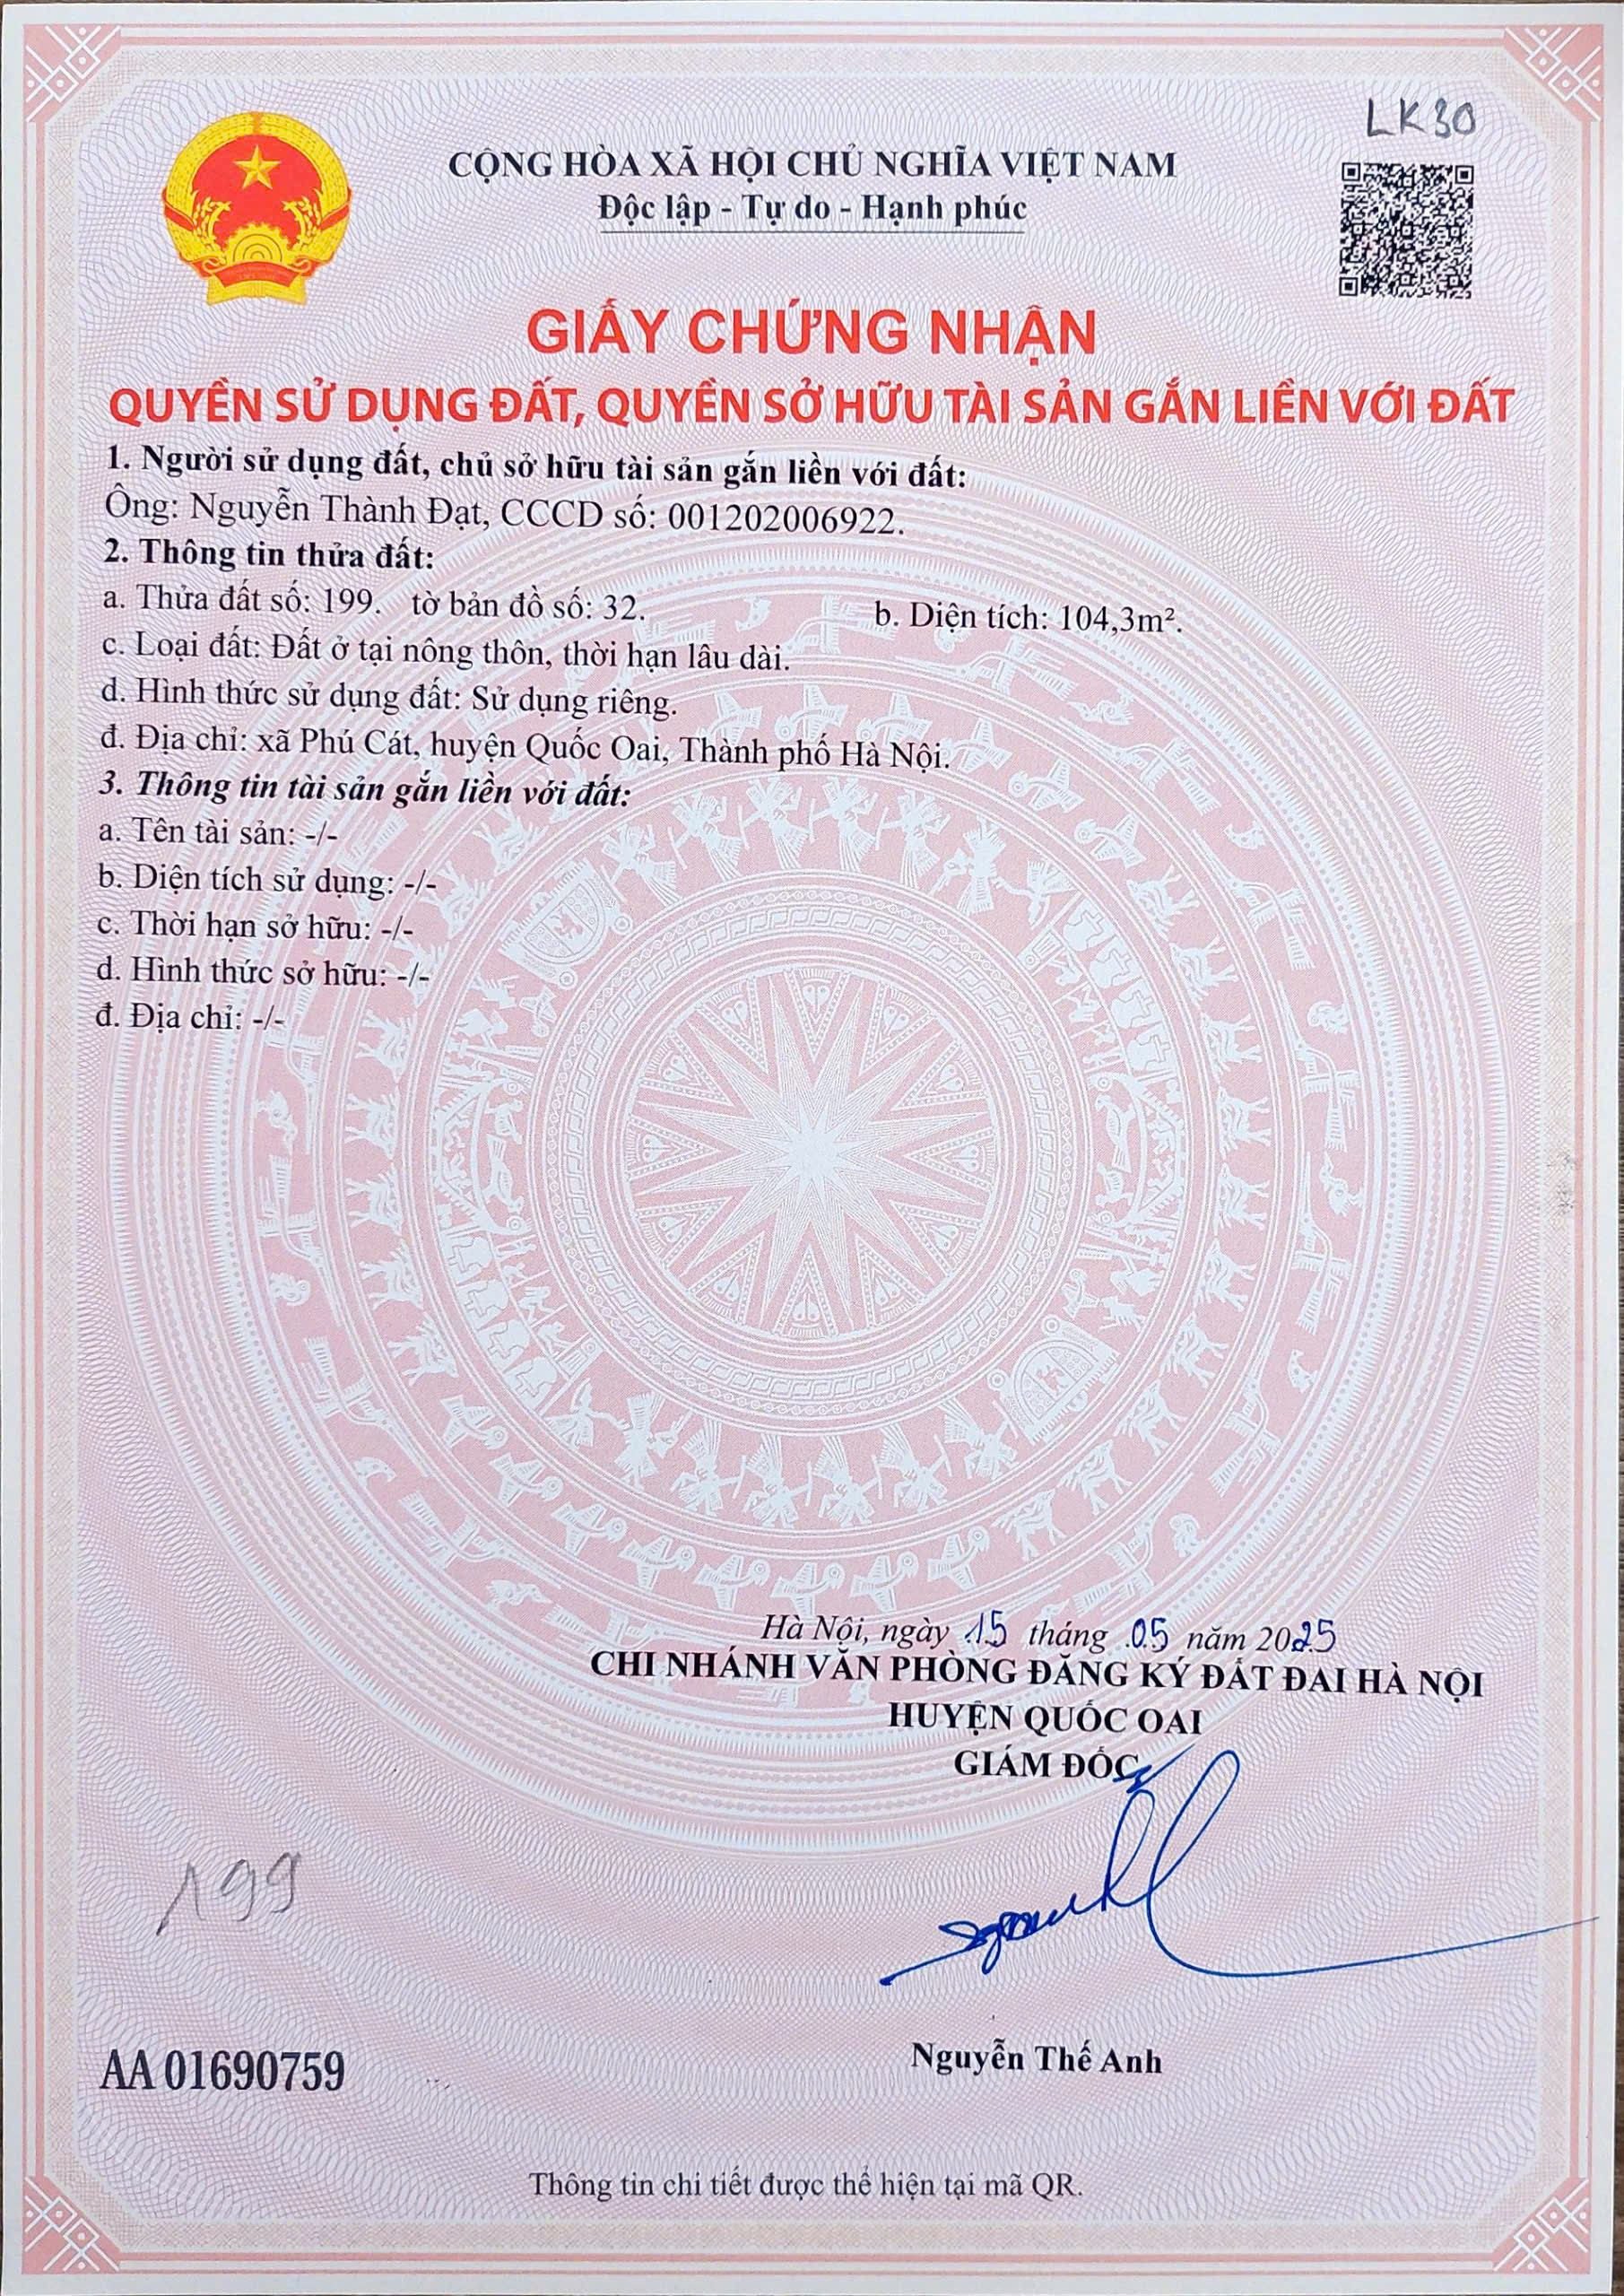 LK30
CỘNG HÒA XÃ HỘI CHỦ NGHĨA VIỆT NAM
Độc lập - Tự do - Hạnh phúc
GIẤY CHỨNG NHẬN
QUYỀN SỬ DỤNG ĐẤT, QUYỀN SỞ HỮU TÀI SẢN GẮN LIỀN VỚI ĐẤT
1. Người sử dụng đất, chủ sở hữu tài sản gắn liền với đất:
Ông: Nguyễn Thành Đạt, CCCD số: 001202006922.
2. Thông tin thửa đất:
a. Thửa đất số: 199. tờ bản đồ số: 32. b. Diện tích: 104,3m².
c. Loại đất: Đất ở tại nông thôn, thời hạn lâu dài.
d. Hình thức sử dụng đất: Sử dụng riêng.
đ. Địa chỉ: xã Phú Cát, huyện Quốc Oai, Thành phố Hà Nội.
3. Thông tin tài sản gắn liền với đất:
a. Tên tài sản: -/-
b. Diện tích sử dụng: -/-
c. Thời hạn sở hữu: -/-
d. Hình thức sở hữu: -/-
đ. Địa chỉ: -/-
Hà Nội, ngày 15 tháng 05 năm 2025
CHI NHÁNH VĂN PHÒNG ĐĂNG KÝ ĐẤT ĐAI HÀ NỘI
HUYỆN QUỐC OAI
GIÁM ĐỐC
199
Nguyễn Thế Anh
AA 01690759
Thông tin chi tiết được thể hiện tại mã QR.